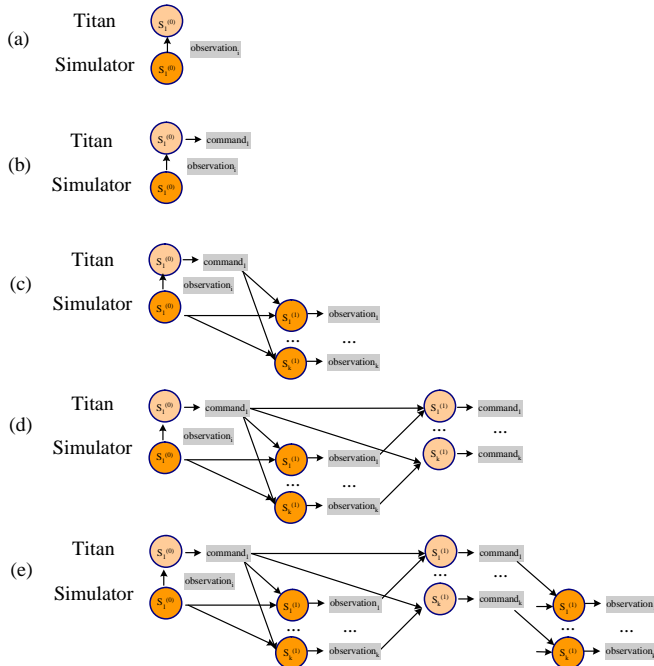 (a)
Titan
S₁⁽⁰⁾
observation₁
Simulator
S₁⁽⁰⁾
(b)
Titan
S₁⁽⁰⁾
command₁
observation₁
Simulator
S₁⁽⁰⁾
(c)
Titan
S₁⁽⁰⁾
command₁
observation₁
Simulator
S₁⁽⁰⁾
S₁⁽¹⁾
observation₁
...
...
Sₖ⁽¹⁾
observationₖ
(d)
Titan
S₁⁽⁰⁾
command₁
S₁⁽¹⁾
command₁
...
...
observation₁
Sₖ⁽¹⁾
commandₖ
Simulator
S₁⁽⁰⁾
S₁⁽¹⁾
observation₁
...
...
Sₖ⁽¹⁾
observationₖ
(e)
Titan
S₁⁽⁰⁾
command₁
S₁⁽¹⁾
command₁
...
...
observation₁
Sₖ⁽¹⁾
commandₖ
Simulator
S₁⁽⁰⁾
S₁⁽¹⁾
observation₁
S₁⁽¹⁾
observation
...
...
...
...
Sₖ⁽¹⁾
observationₖ
Sₖ⁽¹⁾
observation